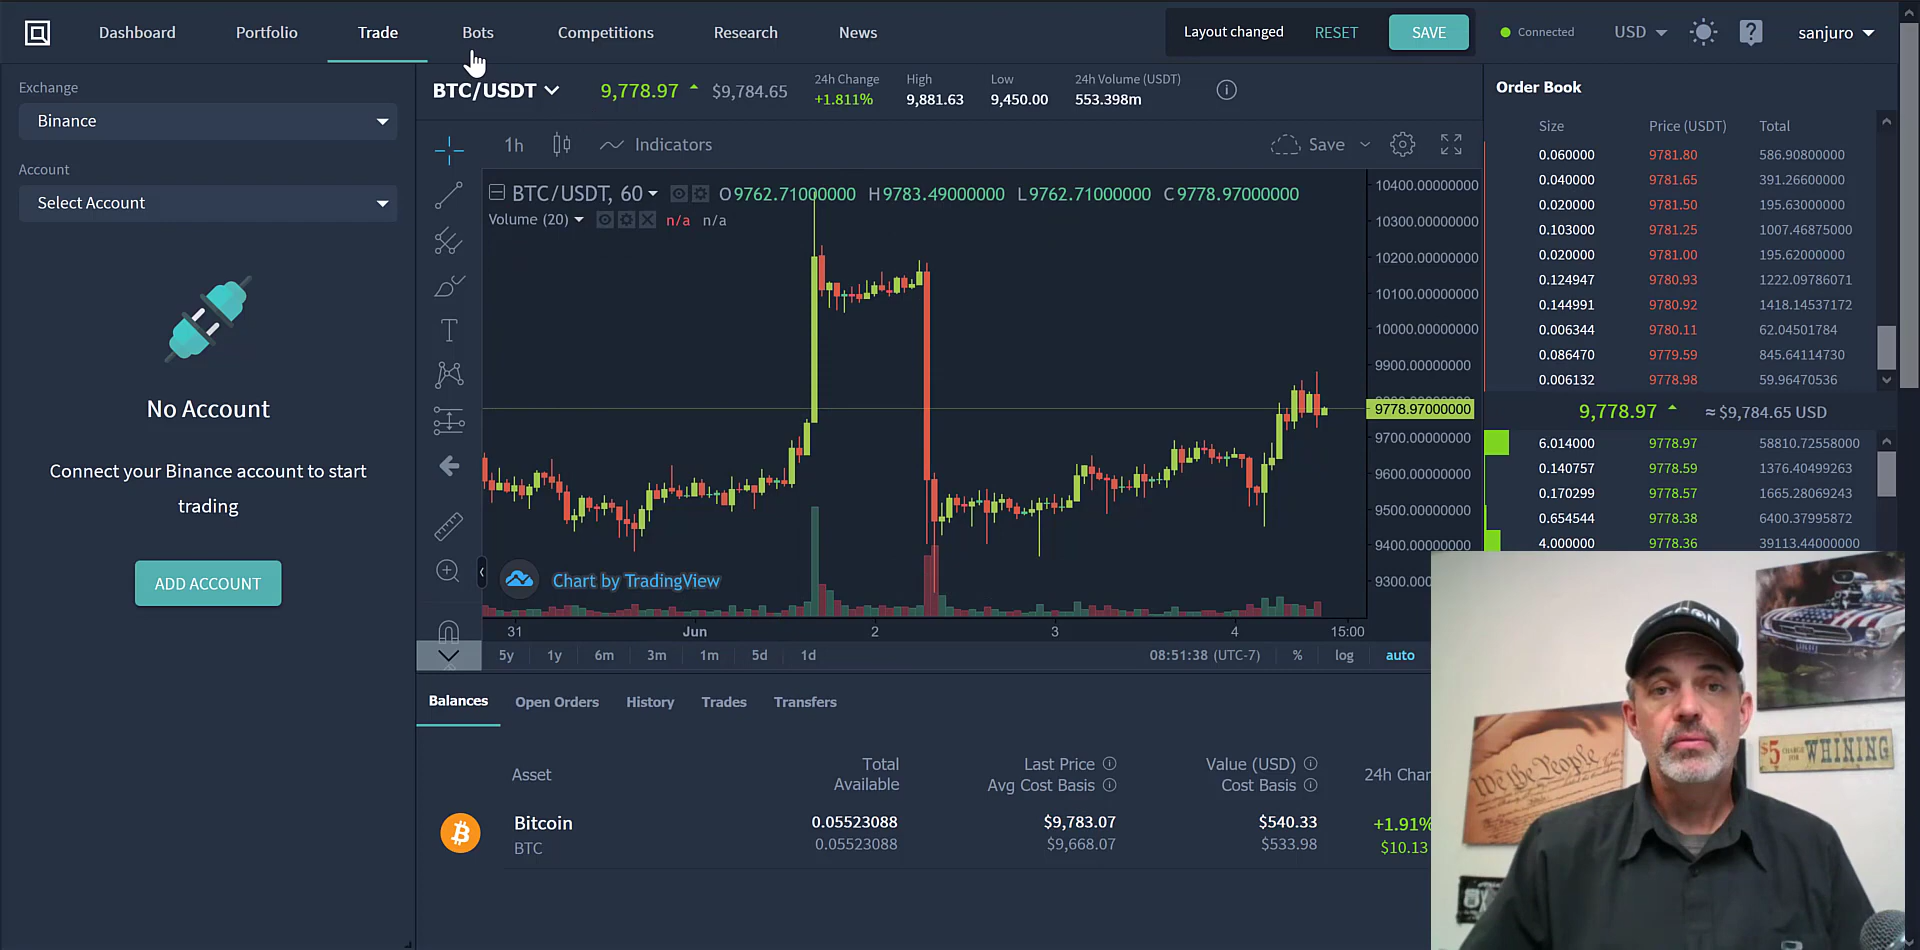 Dashboard
Portfolio
Trade
Bots
Competitions
Research
News
Layout changed
RESET
SAVE
Connected
USD
sanjuro
Exchange
Binance
Account
Select Account
No Account
Connect your Binance account to start
trading
ADD ACCOUNT
BTC/USDT
9,778.97
$9,784.65
24h Change
+1.811%
High
9,881.63
Low
9,450.00
24h Volume (USDT)
553.398m
1h
Indicators
Save
BTC/USDT, 60
O9762.71000000 H9783.49000000 L9762.71000000 C9778.97000000
Volume (20)
n/a n/a
10400.00000000
10300.00000000
10200.00000000
10100.00000000
10000.00000000
9900.00000000
9778.97000000
9700.00000000
9600.00000000
9500.00000000
9400.00000000
Chart by TradingView
31 Jun 2 3 4 15:00
5y 1y 6m 3m 1m 5d 1d
08:51:38 (UTC-7) % log auto
Order Book
Size Price (USDT) Total
0.060000 9781.80 586.90800000
0.040000 9781.65 391.26600000
0.020000 9781.50 195.63000000
0.103000 9781.25 1007.46875000
0.020000 9781.00 195.62000000
0.124947 9780.93 1222.09786071
0.144991 9780.92 1418.14537172
0.006344 9780.11 62.04501784
0.086470 9779.59 845.64114730
0.006132 9778.98 59.96470536
9,778.97 ≈ $9,784.65 USD
6.014000 9778.97 58810.72558000
0.140757 9778.59 1376.40499263
0.170299 9778.57 1665.28069243
0.654544 9778.38 6400.37995872
4.000000 9778.36 39113.44000000
Balances
Open Orders
History
Trades
Transfers
Asset
Total
Available
Last Price
Avg Cost Basis
Value (USD)
Cost Basis
24h Char
Bitcoin
BTC
0.05523088
0.05523088
$9,783.07
$9,668.07
$540.33
$533.98
+1.91%
$10.13
We the People
$5 CHARGE
WHINING